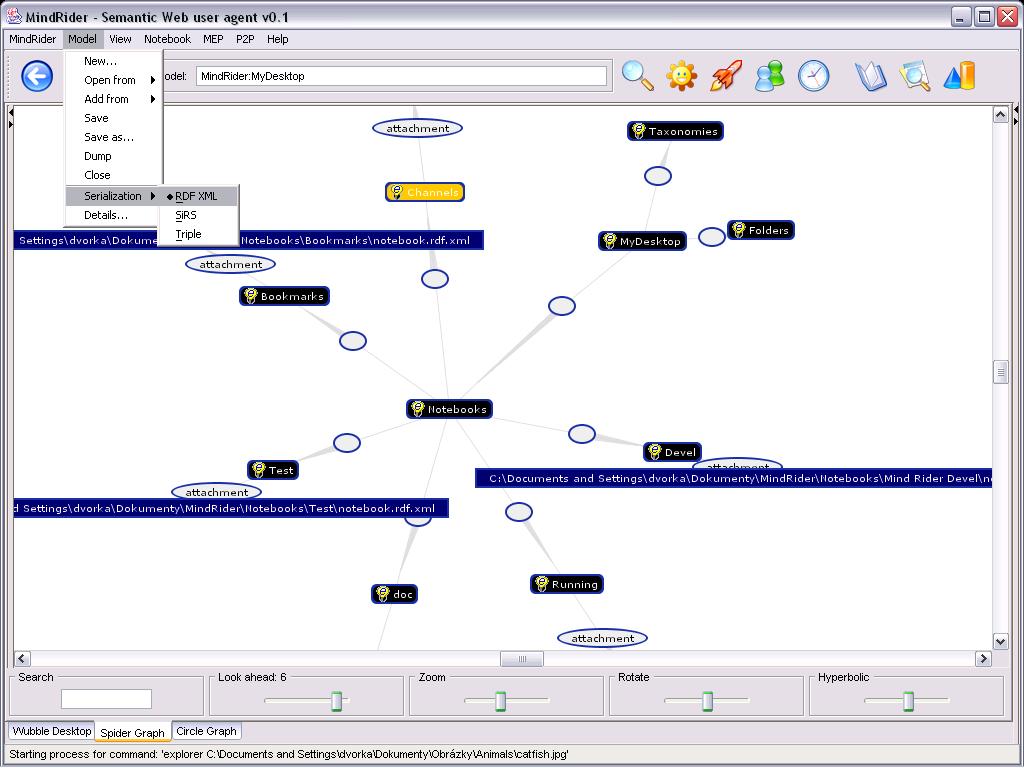 MindRider - Semantic Web user agent v0.1
MindRider Model View Notebook MEP P2P Help
New...
Open from
Add from
Save
Save as...
Dump
Close
Serialization
Details...
RDF XML
SiRS
Triple
odel: MindRider:MyDesktop
attachment
Taxonomies
Channels
MyDesktop
Folders
Settings\dvorka\Dokume Notebooks\Bookmarks\notebook.rdf.xml
attachment
Bookmarks
Notebooks
Devel
attachment
Test
C:\Documents and Settings\dvorka\Dokumenty\MindRider\Notebooks\Mind Rider Devel\n
attachment
d Settings\dvorka\Dokumenty\MindRider\Notebooks\Test\notebook.rdf.xml
Running
doc
attachment
Search Look ahead: 6 Zoom Rotate Hyperbolic
Wubble Desktop Spider Graph Circle Graph
Starting process for command: 'explorer C:\Documents and Settings\dvorka\Dokumenty\Obrázky\Animals\catfish.jpg'